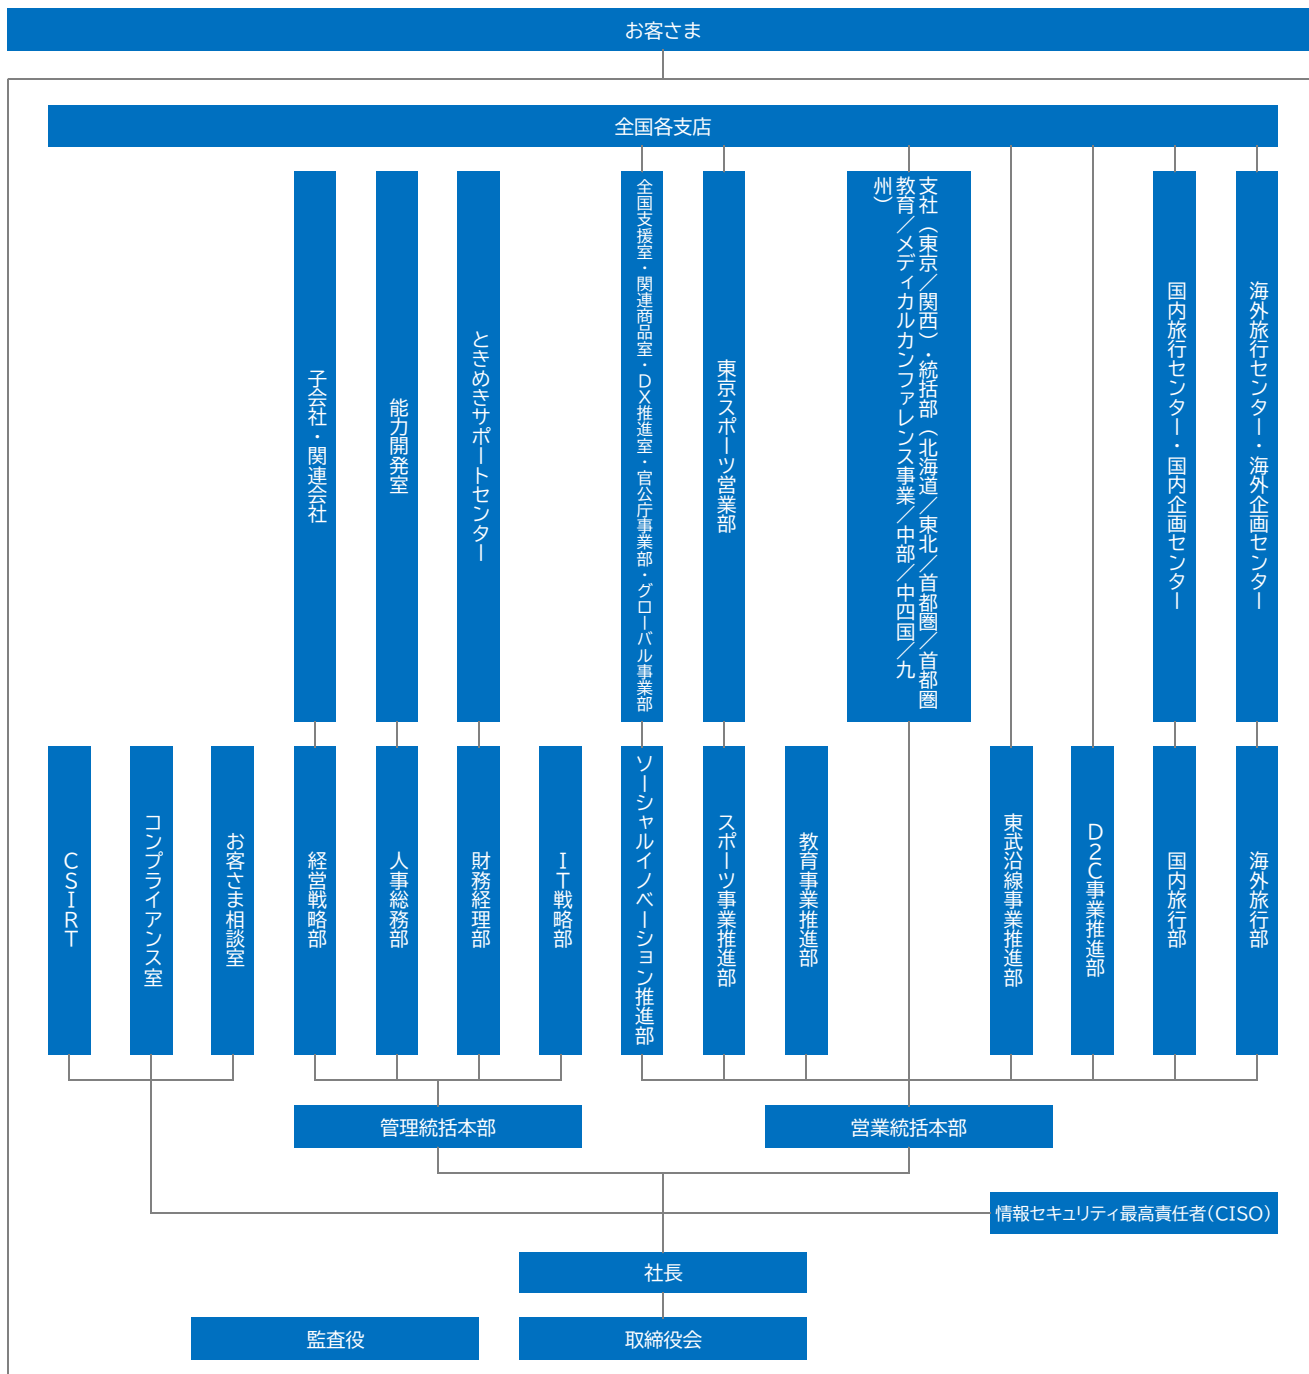 お客さま
全国各支店
子会社・関連会社
能力開発室
ときめきサポートセンター
全国支援室・関連商品室・DX推進室・官公庁事業部・グローバル事業部
東京スポーツ営業部
支社（東京／関西）・統括部（北海道／東北／首都圏／首都圏
教育／メディカルカンファレンス事業／中部／中四国／九
州）
国内旅行センター・国内企画センター
海外旅行センター・海外企画センター
CSIRT
コンプライアンス室
お客さま相談室
経営戦略部
人事総務部
財務経理部
IT戦略部
ソーシャルイノベーション推進部
スポーツ事業推進部
教育事業推進部
東武沿線事業推進部
D2C事業推進部
国内旅行部
海外旅行部
管理統括本部
営業統括本部
情報セキュリティ最高責任者(CISO)
社長
監査役
取締役会